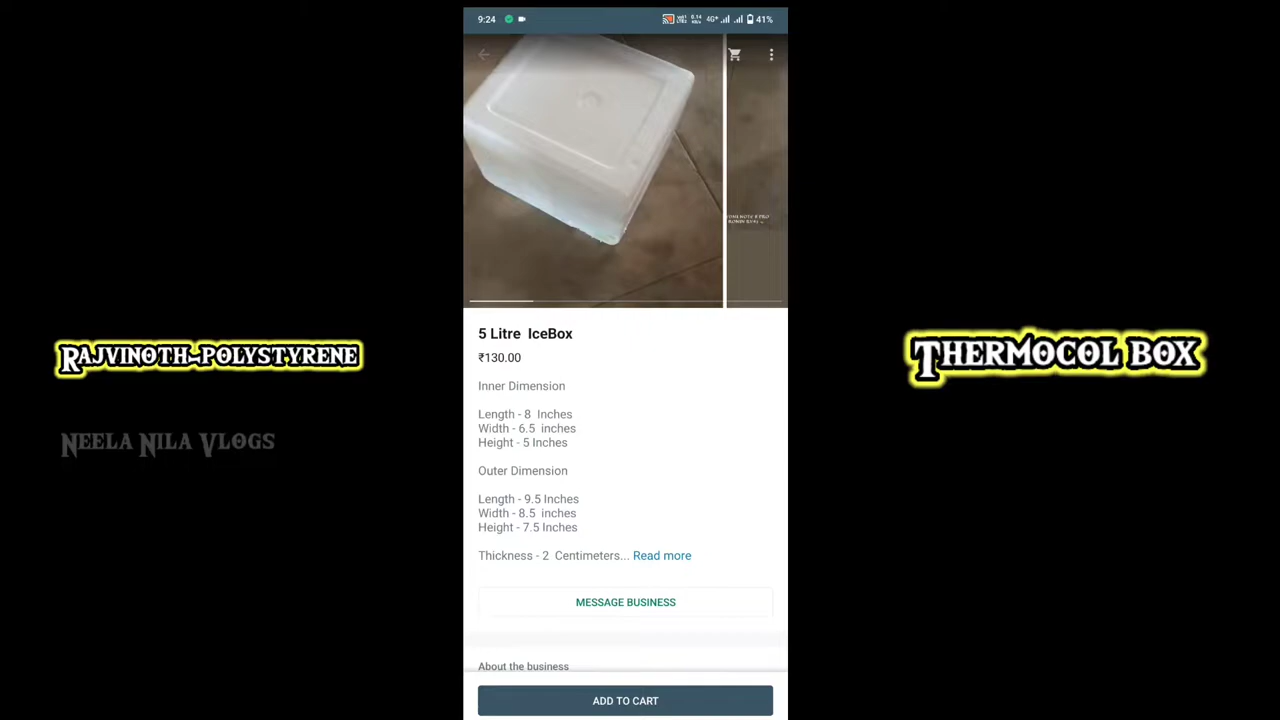 9:24
4G+
41%
5 Litre IceBox
₹130.00
Inner Dimension
Length - 8 Inches
Width - 6.5 inches
Height - 5 Inches
Outer Dimension
Length - 9.5 Inches
Width - 8.5 inches
Height - 7.5 Inches
Thickness - 2 Centimeters... Read more
MESSAGE BUSINESS
About the business
ADD TO CART
Rajvinoth-polystyrene
Neela Nila Vlogs
Thermocol box